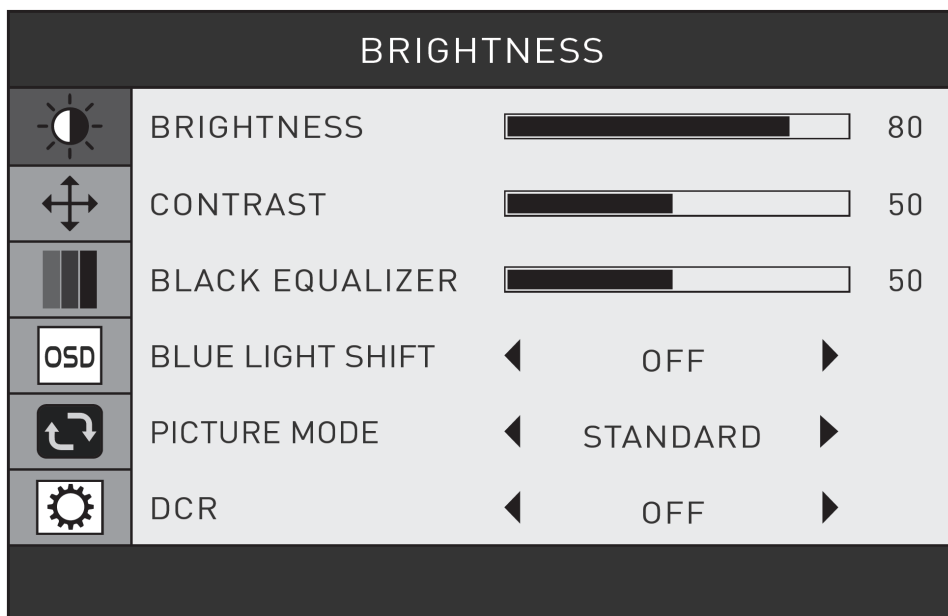 BRIGHTNESS
BRIGHTNESS 80
CONTRAST 50
BLACK EQUALIZER 50
OSD BLUE LIGHT SHIFT OFF
PICTURE MODE STANDARD
DCR OFF